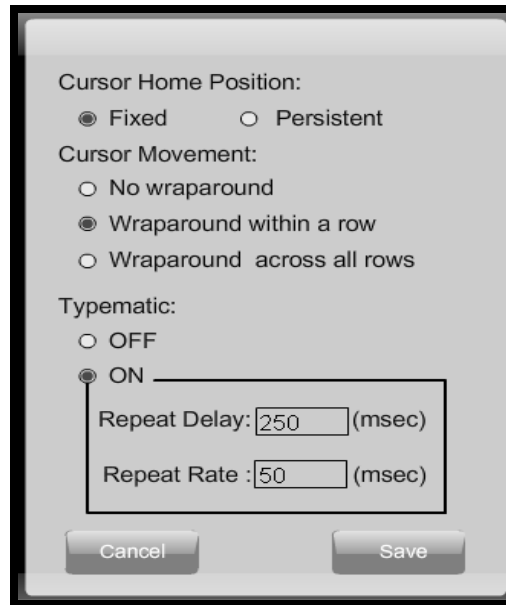 Cursor Home Position:
Fixed Persistent
Cursor Movement:
No wraparound
Wraparound within a row
Wraparound across all rows
Typematic:
OFF
ON
Repeat Delay: 250 (msec)
Repeat Rate : 50 (msec)
Cancel Save